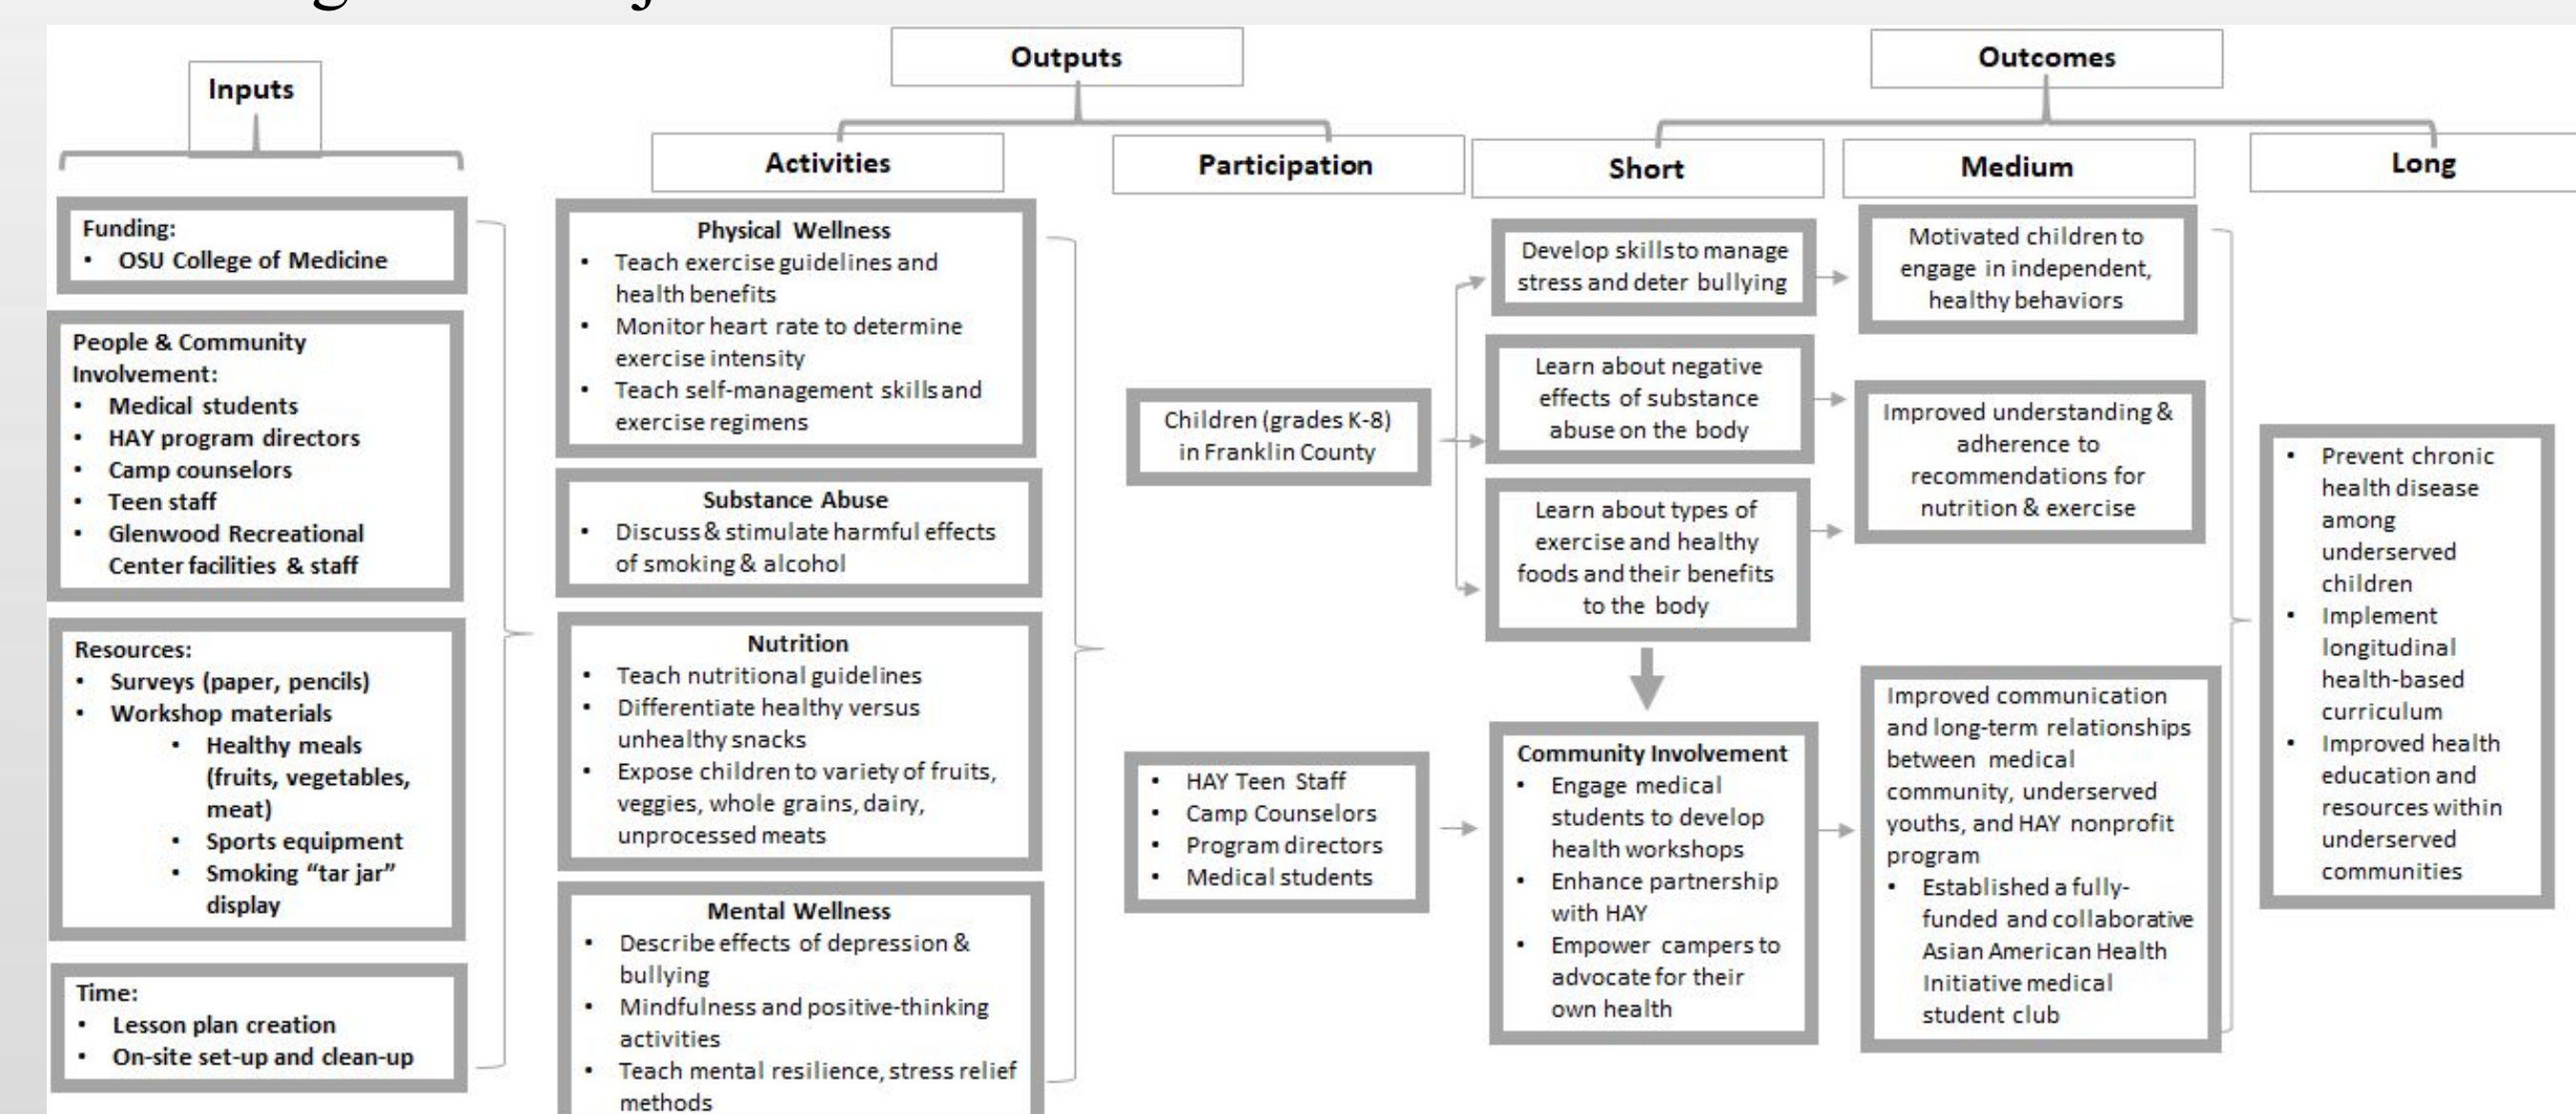 Outputs
Outcomes
Inputs
Activities
Participation
Short
Medium
Long
Funding:
• OSU College of Medicine
People & Community
Involvement:
• Medical students
• HAY program directors
• Camp counselors
• Teen staff
• Glenwood Recreational
Center facilities & staff
Resources:
• Surveys (paper, pencils)
• Workshop materials
• Healthy meals
(fruits, vegetables,
meat)
• Sports equipment
• Smoking “tar jar”
display
Time:
• Lesson plan creation
• On-site set-up and clean-up
Physical Wellness
• Teach exercise guidelines and
health benefits
• Monitor heart rate to determine
exercise intensity
• Teach self-management skills and
exercise regimens
Substance Abuse
• Discuss & stimulate harmful effects
of smoking & alcohol
Nutrition
• Teach nutritional guidelines
• Differentiate healthy versus
unhealthy snacks
• Expose children to variety of fruits,
veggies, whole grains, dairy,
unprocessed meats
Mental Wellness
• Describe effects of depression &
bullying
• Mindfulness and positive-thinking
activities
• Teach mental resilience, stress relief
methods
Children (grades K-8)
in Franklin County
• HAY Teen Staff
• Camp Counselors
• Program directors
• Medical students
Develop skills to manage
stress and deter bullying
Learn about negative
effects of substance
abuse on the body
Learn about types of
exercise and healthy
foods and their benefits
to the body
Community Involvement
• Engage medical
students to develop
health workshops
• Enhance partnership
with HAY
• Empower campers to
advocate for their
own health
Motivated children to
engage in independent,
healthy behaviors
Improved understanding &
adherence to
recommendations for
nutrition & exercise
Improved communication
and long-term relationships
between medical
community, underserved
youths, and HAY nonprofit
program
• Established a fully-
funded and collaborative
Asian American Health
Initiative medical
student club
• Prevent chronic
health disease
among
underserved
children
• Implement
longitudinal
health-based
curriculum
• Improved health
education and
resources within
underserved
communities